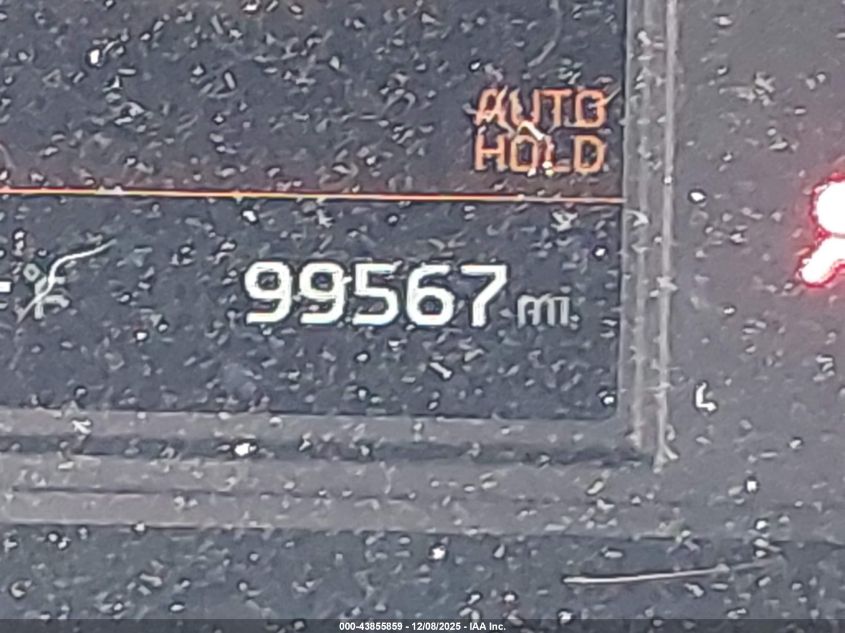 AUTO
HOLD
°F
99567 mi
000-43855859 - 12/08/2025 - IAA Inc.